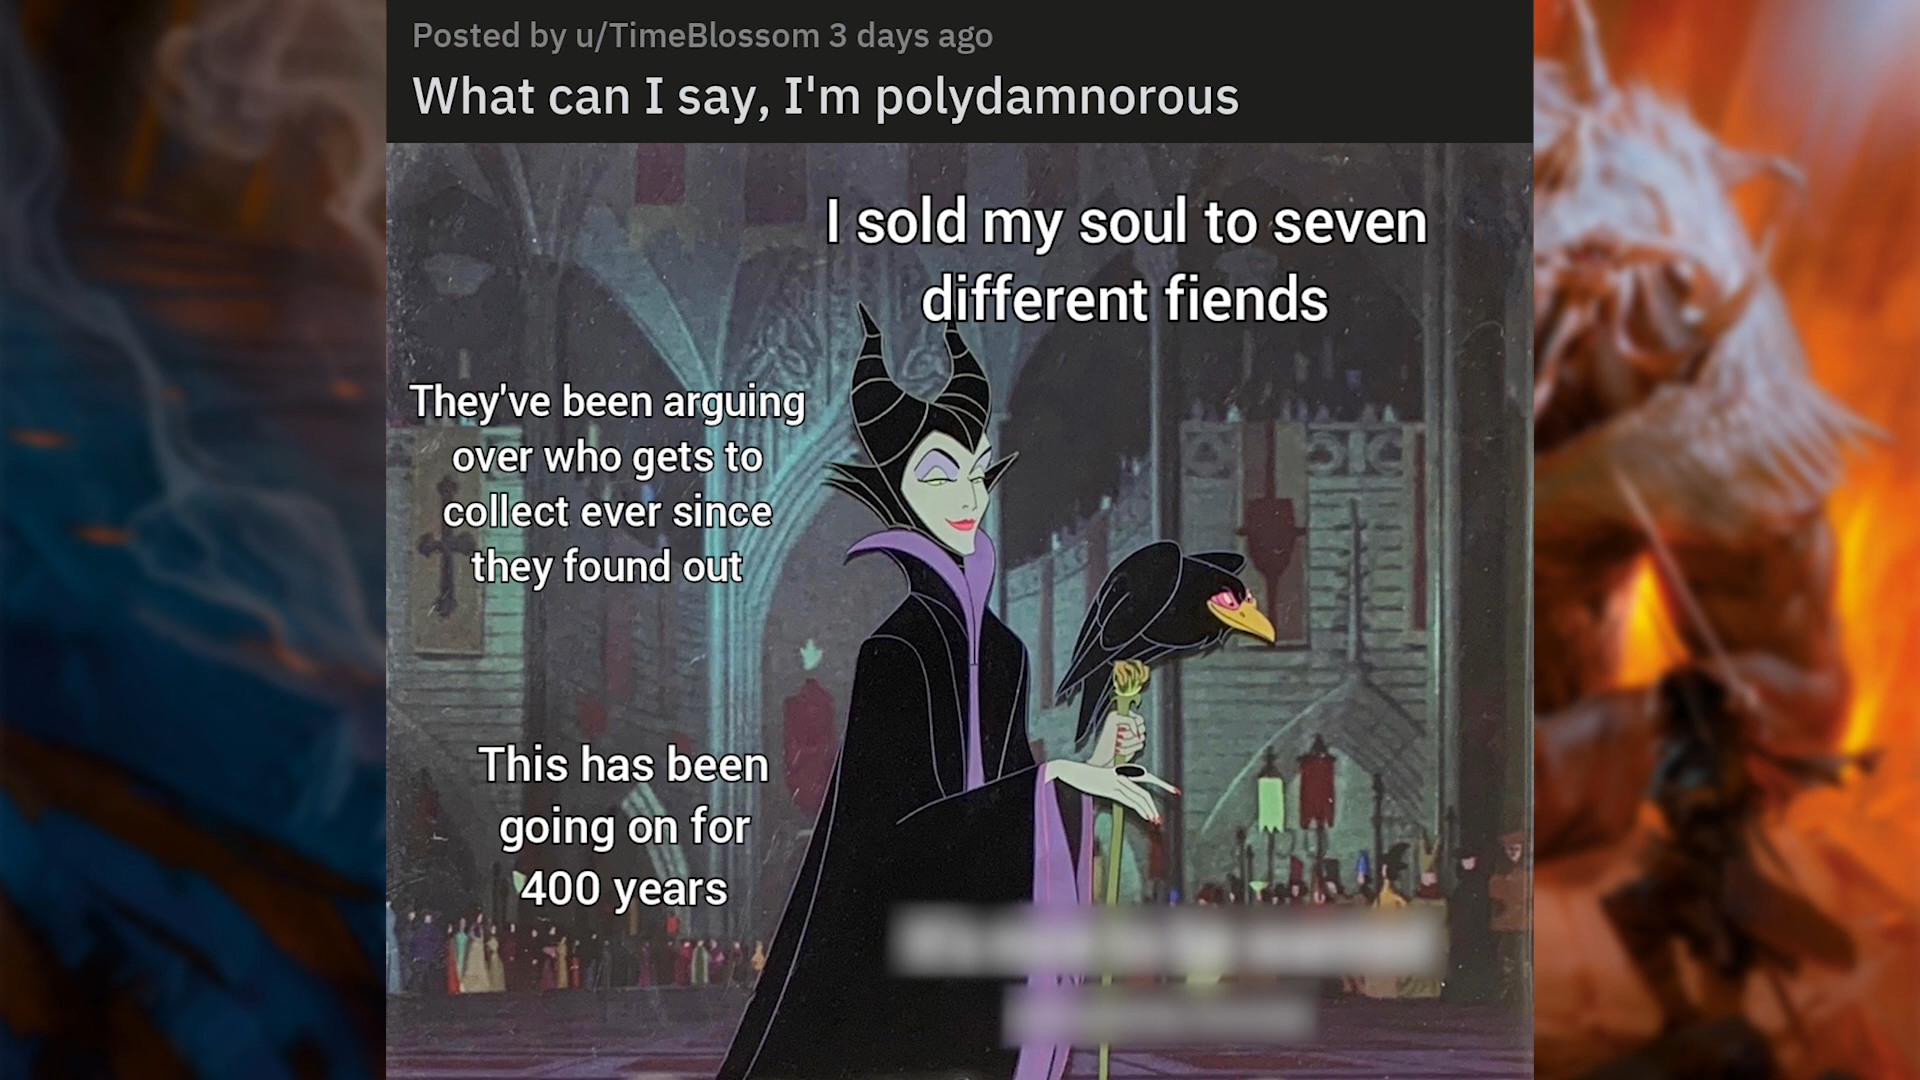 Posted by u/TimeBlossom 3 days ago
What can I say, I'm polydamnorous
I sold my soul to seven
different fiends
They've been arguing
over who gets to
collect ever since
they found out
This has been
going on for
400 years